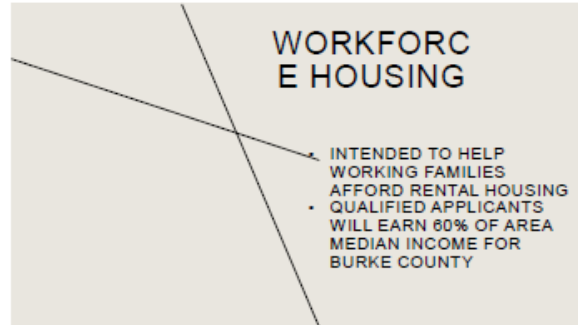 WORKFORC
E HOUSING
• INTENDED TO HELP
WORKING FAMILIES
AFFORD RENTAL HOUSING
• QUALIFIED APPLICANTS
WILL EARN 60% OF AREA
MEDIAN INCOME FOR
BURKE COUNTY